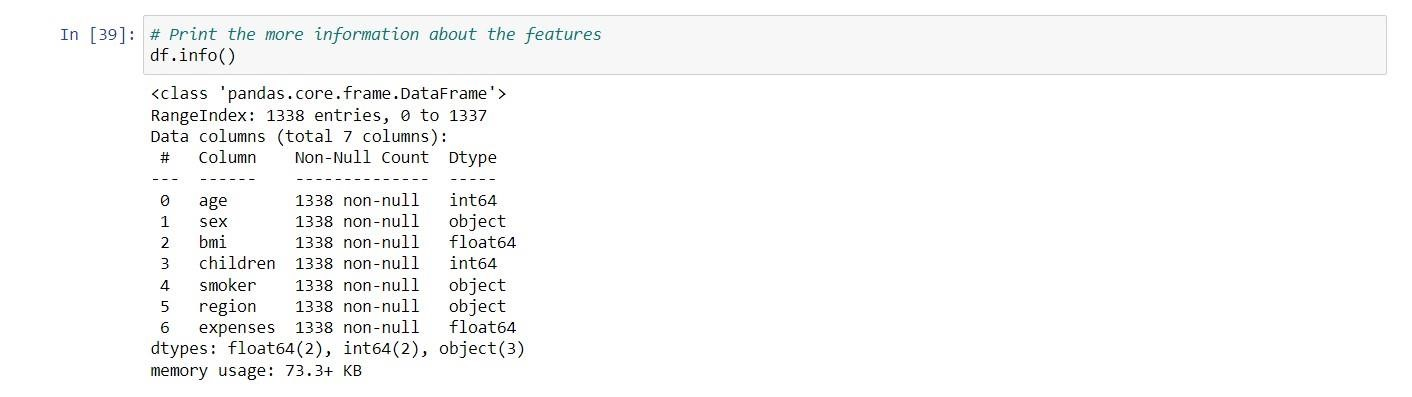 In [39]: # Print the more information about the features
df.info()
<class 'pandas.core.frame.DataFrame'>
RangeIndex: 1338 entries, 0 to 1337
Data columns (total 7 columns):
 #   Column    Non-Null Count  Dtype
---  ------    --------------  -----
 0   age       1338 non-null   int64
 1   sex       1338 non-null   object
 2   bmi       1338 non-null   float64
 3   children  1338 non-null   int64
 4   smoker    1338 non-null   object
 5   region    1338 non-null   object
 6   expenses  1338 non-null   float64
dtypes: float64(2), int64(2), object(3)
memory usage: 73.3+ KB